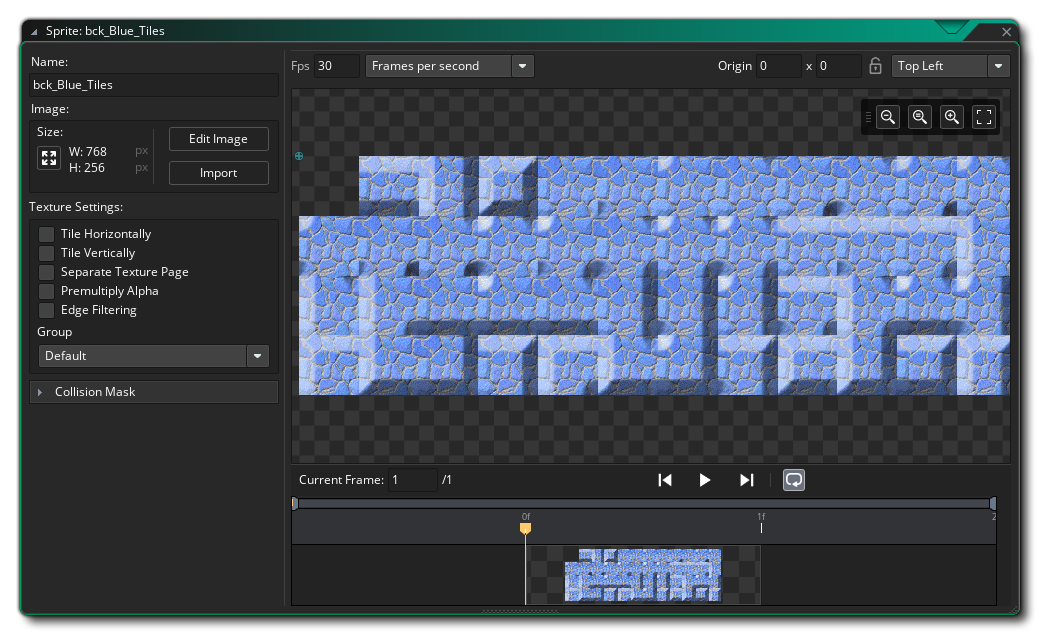 Sprite: bck_Blue_Tiles
Name:
bck_Blue_Tiles
Image:
Size:
W: 768 px
H: 256 px
Edit Image
Import
Texture Settings:
Tile Horizontally
Tile Vertically
Separate Texture Page
Premultiply Alpha
Edge Filtering
Group
Default
Collision Mask
Fps 30 Frames per second Origin 0 x 0 Top Left
Current Frame: 1 /1
0f 1f 2